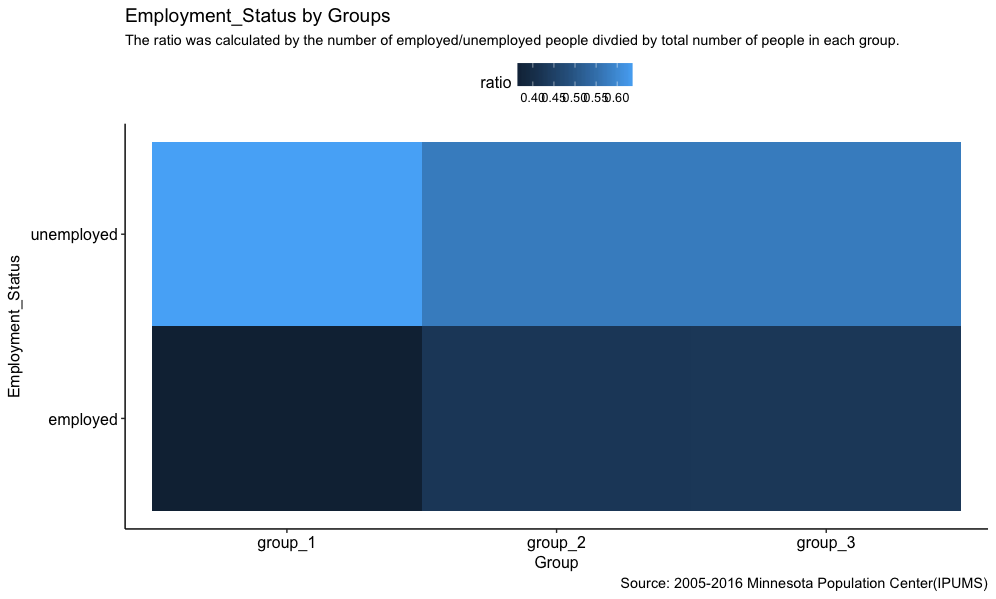 Employment_Status by Groups
The ratio was calculated by the number of employed/unemployed people divdied by total number of people in each group.
ratio
0.40 0.45 0.50 0.55 0.60
Employment_Status
unemployed
employed
group_1 group_2 group_3
Group
Source: 2005-2016 Minnesota Population Center(IPUMS)